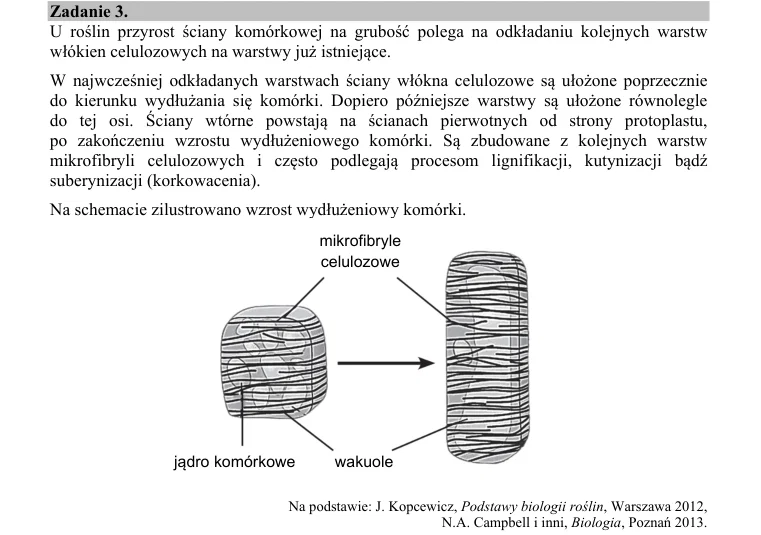 Zadanie 3.
U roślin przyrost ściany komórkowej na grubość polega na odkładaniu kolejnych warstw
włókien celulozowych na warstwy już istniejące.
W najwcześniej odkładanych warstwach ściany włókna celulozowe są ułożone poprzecznie
do kierunku wydłużania się komórki. Dopiero późniejsze warstwy są ułożone równolegle
do tej osi. Ściany wtórne powstają na ścianach pierwotnych od strony protoplastu,
po zakończeniu wzrostu wydłużeniowego komórki. Są zbudowane z kolejnych warstw
mikrofibryli celulozowych i często podlegają procesom lignifikacji, kutynizacji bądź
suberynizacji (korkowacenia).
Na schemacie zilustrowano wzrost wydłużeniowy komórki.
mikrofibryle
celulozowe
jądro komórkowe
wakuole
Na podstawie: J. Kopcewicz, Podstawy biologii roślin, Warszawa 2012,
N.A. Campbell i inni, Biologia, Poznań 2013.